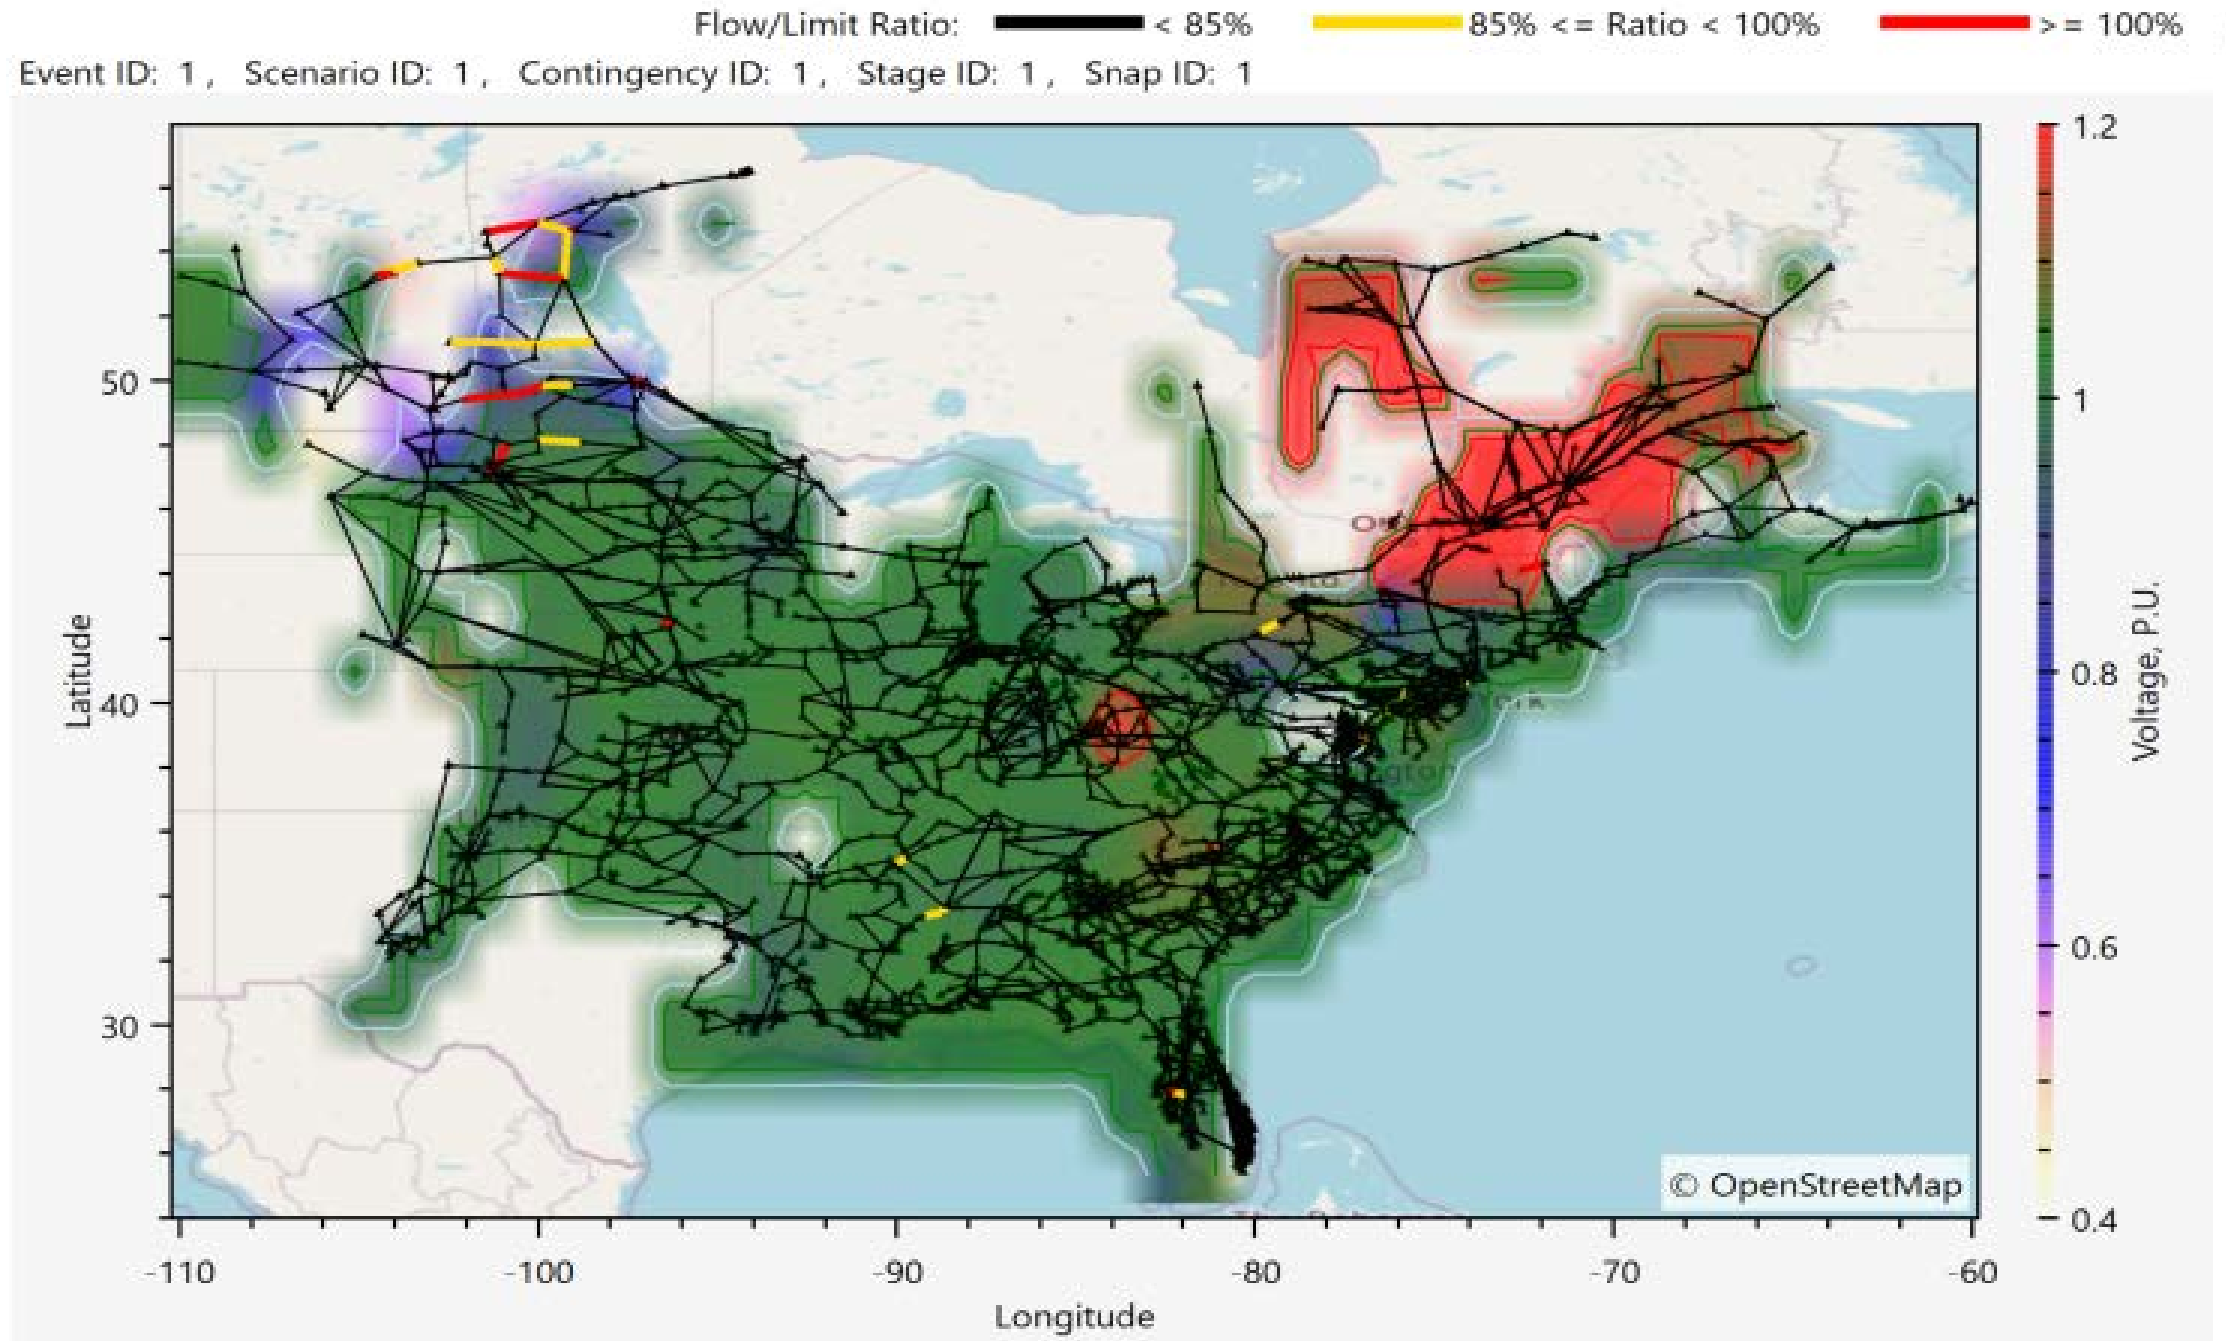 Flow/Limit Ratio: < 85% 85% <= Ratio < 100% >= 100%
Event ID: 1 , Scenario ID: 1 , Contingency ID: 1 , Stage ID: 1 , Snap ID: 1
1.2
1
0.8
0.6
0.4
Voltage, P.U.
50
40
30
Latitude
gton
© OpenStreetMap
-110 -100 -90 -80 -70 -60
Longitude